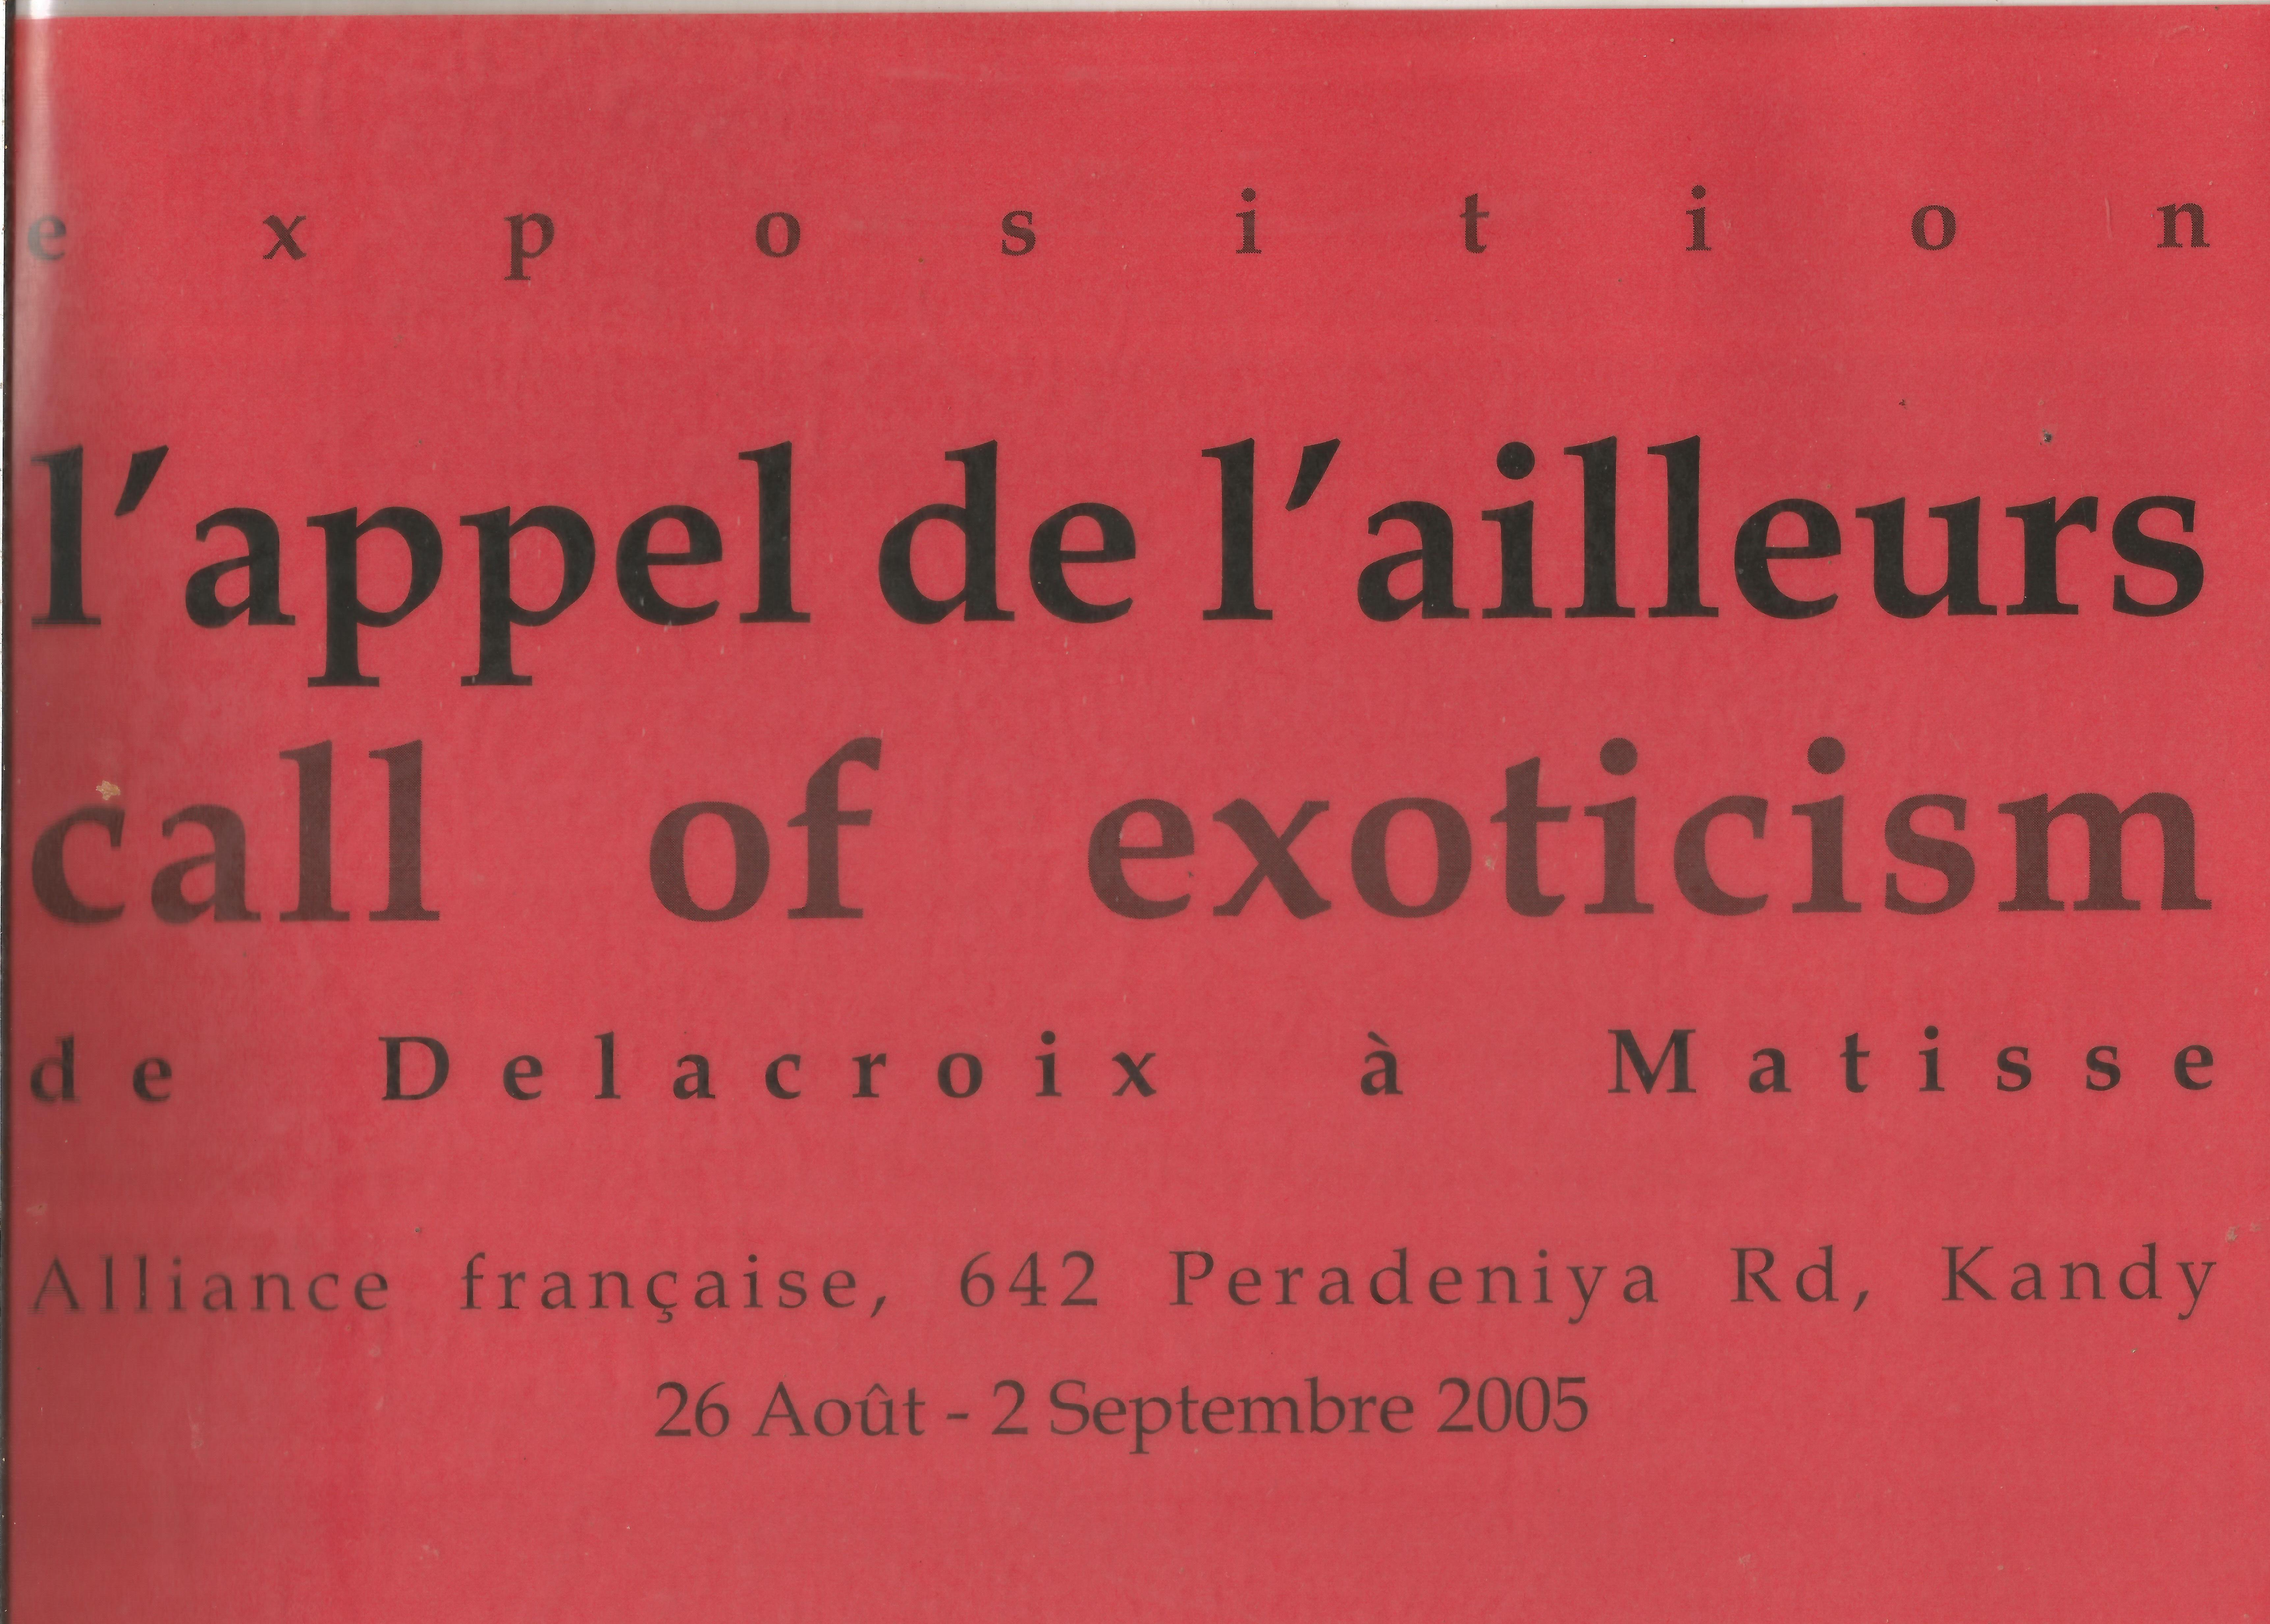 exposition
l'appel de l'ailleurs
call of exoticism
de Delacroix à Matisse
Alliance française, 642 Peradeniya Rd, Kandy
26 Août - 2 Septembre 2005